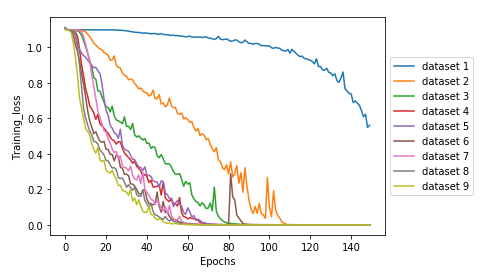 1.0
0.8
0.6
0.4
0.2
0.0
Training_loss
0 20 40 60 80 100 120 140
Epochs
dataset 1
dataset 2
dataset 3
dataset 4
dataset 5
dataset 6
dataset 7
dataset 8
dataset 9